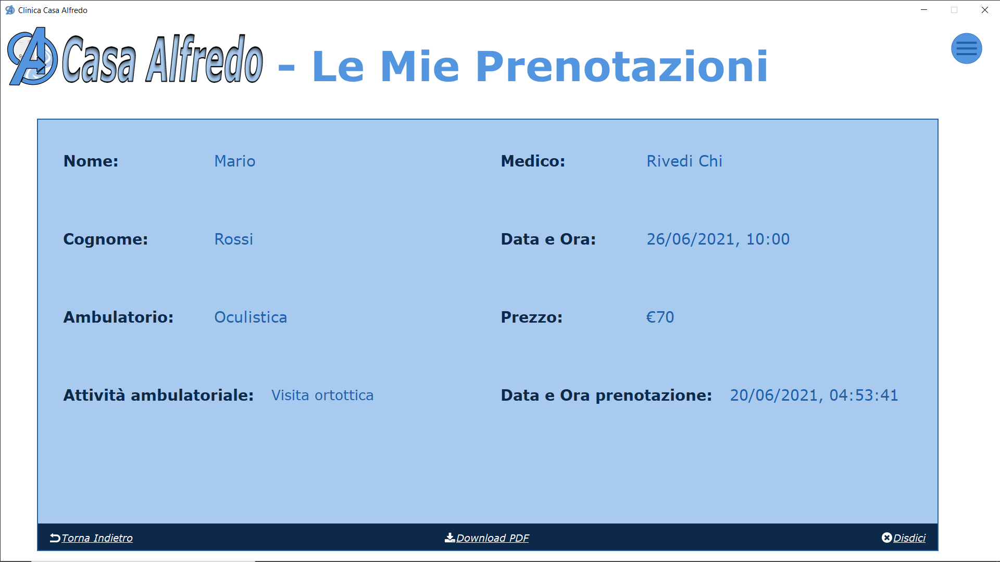 Clinica Casa Alfredo
Casa Alfredo - Le Mie Prenotazioni
Nome: Mario
Medico: Rivedi Chi
Cognome: Rossi
Data e Ora: 26/06/2021, 10:00
Ambulatorio: Oculistica
Prezzo: €70
Attività ambulatoriale: Visita ortottica
Data e Ora prenotazione: 20/06/2021, 04:53:41
Torna Indietro
Download PDF
Disdici